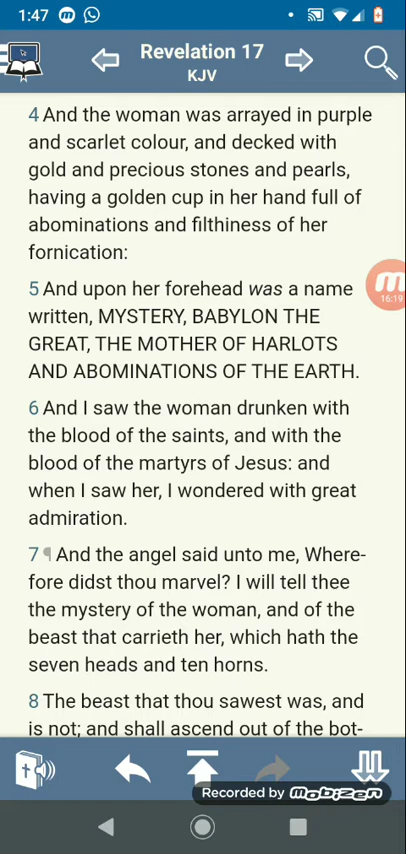 1:47
Revelation 17
KJV
4 And the woman was arrayed in purple
and scarlet colour, and decked with
gold and precious stones and pearls,
having a golden cup in her hand full of
abominations and filthiness of her
fornication:
5 And upon her forehead was a name
written, MYSTERY, BABYLON THE
GREAT, THE MOTHER OF HARLOTS
AND ABOMINATIONS OF THE EARTH.
16:19
6 And I saw the woman drunken with
the blood of the saints, and with the
blood of the martyrs of Jesus: and
when I saw her, I wondered with great
admiration.
7 ¶ And the angel said unto me, Where-
fore didst thou marvel? I will tell thee
the mystery of the woman, and of the
beast that carrieth her, which hath the
seven heads and ten horns.
8 The beast that thou sawest was, and
is not; and shall ascend out of the bot-
Recorded by mobizen